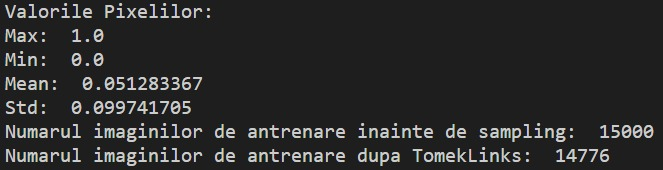 Valorile Pixelilor:
Max:  1.0
Min:  0.0
Mean:  0.051283367
Std:  0.099741705
Numarul imaginilor de antrenare inainte de sampling:  15000
Numarul imaginilor de antrenare dupa TomekLinks:  14776